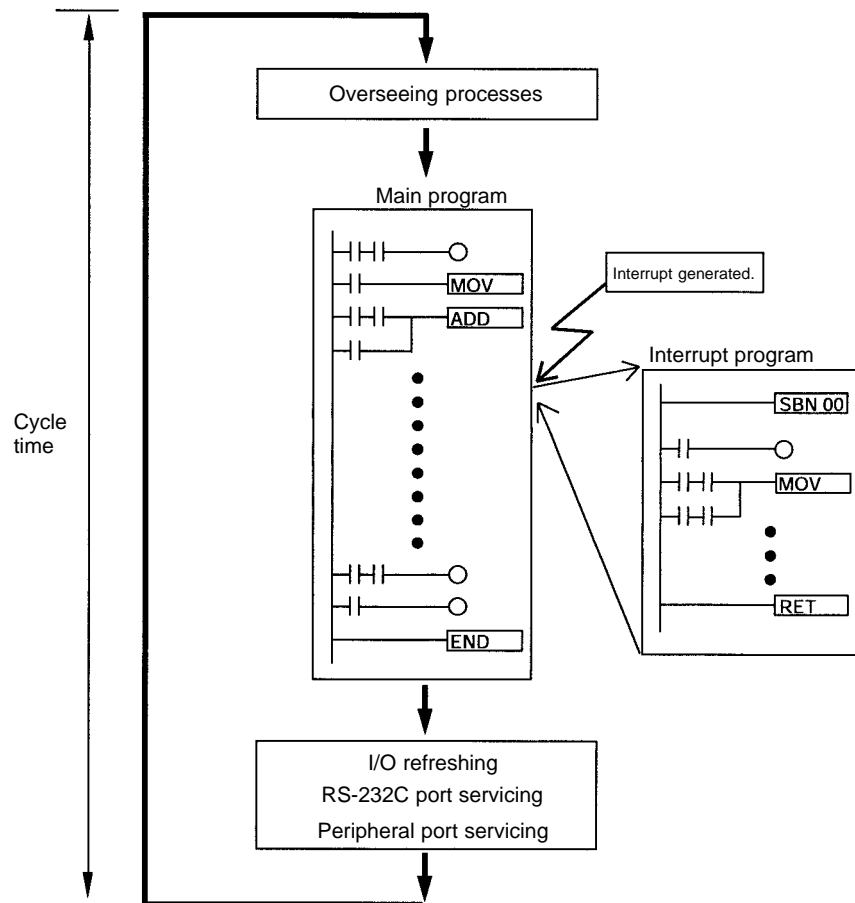 Overseeing processes
Main program
MOV
ADD
END
Interrupt generated.
Interrupt program
SBN 00
MOV
RET
Cycle
time
I/O refreshing
RS-232C port servicing
Peripheral port servicing